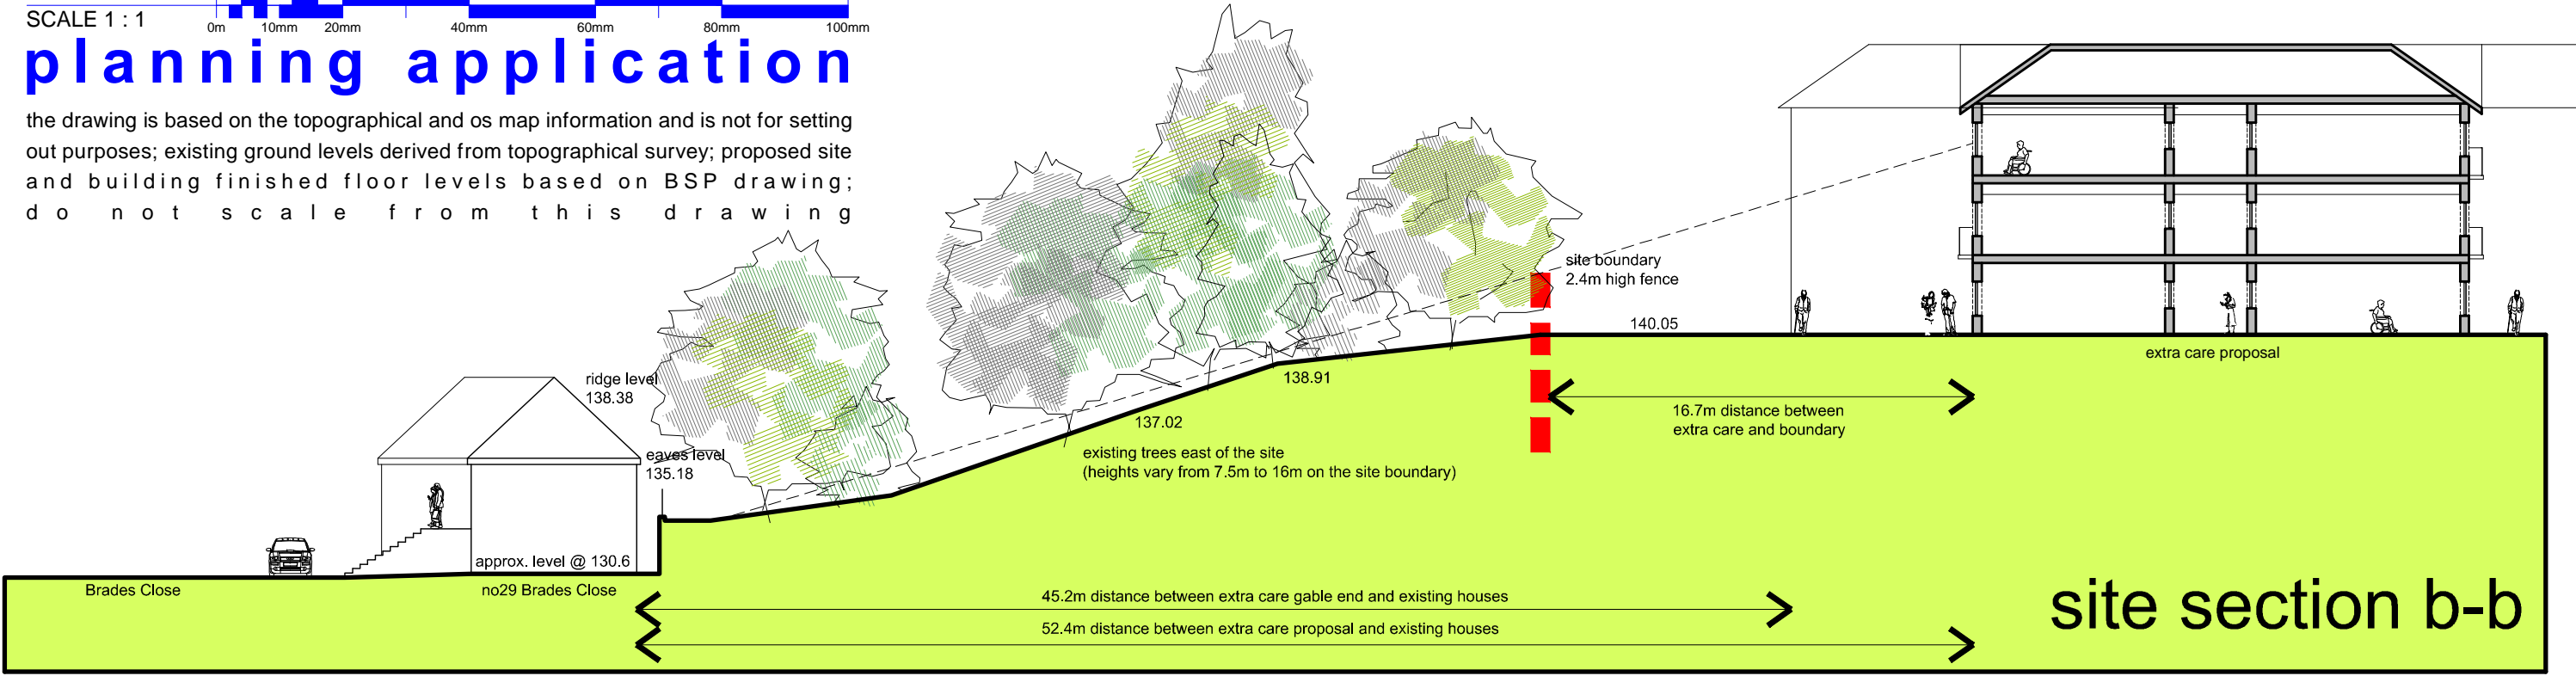 SCALE 1 : 1
0m 10mm 20mm 40mm 60mm 80mm 100mm
planning application
the drawing is based on the topographical and os map information and is not for setting
out purposes; existing ground levels derived from topographical survey; proposed site
and building finished floor levels based on BSP drawing;
do not scale from this drawing
site boundary
2.4m high fence
140.05
extra care proposal
ridge level
138.38
138.91
16.7m distance between
extra care and boundary
137.02
eaves level
135.18
existing trees east of the site
(heights vary from 7.5m to 16m on the site boundary)
approx. level @ 130.6
Brades Close
no29 Brades Close
45.2m distance between extra care gable end and existing houses
52.4m distance between extra care proposal and existing houses
site section b-b